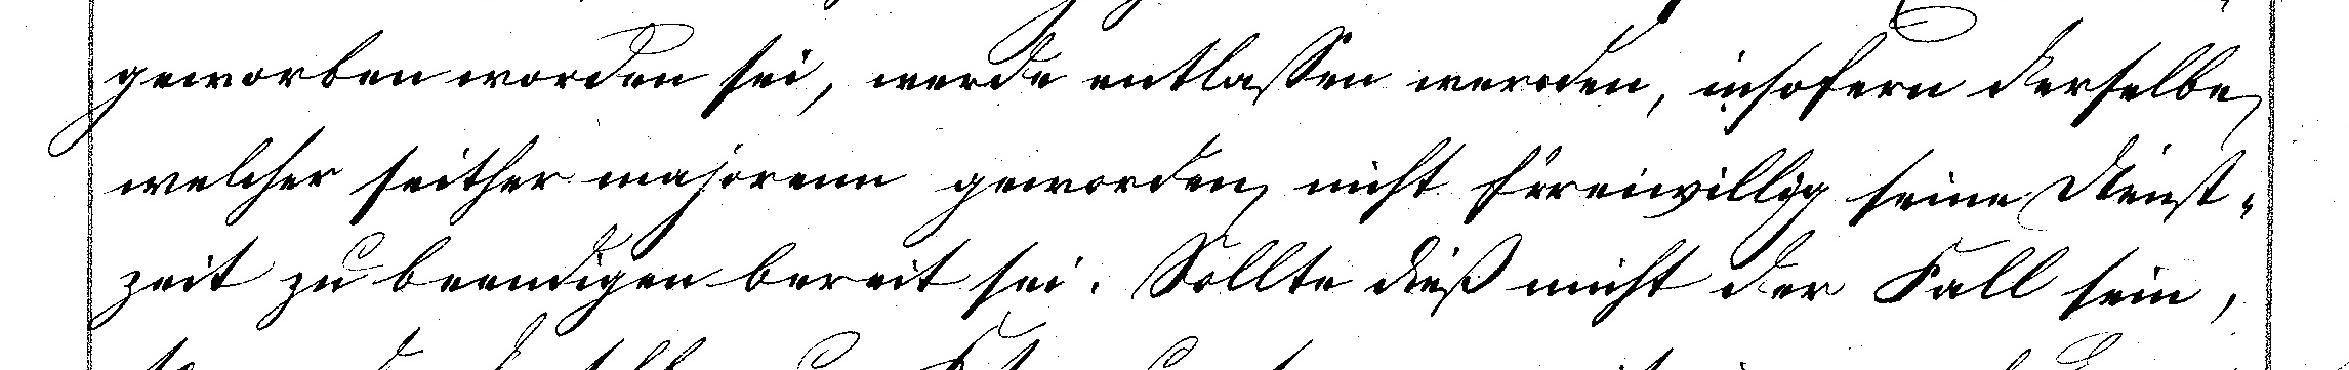 geworben worden sei, werde entlassen werden, insofern derselbe,
welcher seither majorenn geworden, nicht freiwillig seine Dienst-
zeit zu beendigen bereit sei. Sollte dieß nicht der Fall sein,